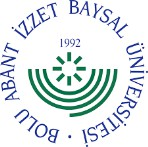 BOLU ABANT İZZET BAYSAL ÜNİVERSİTESİ •
1992